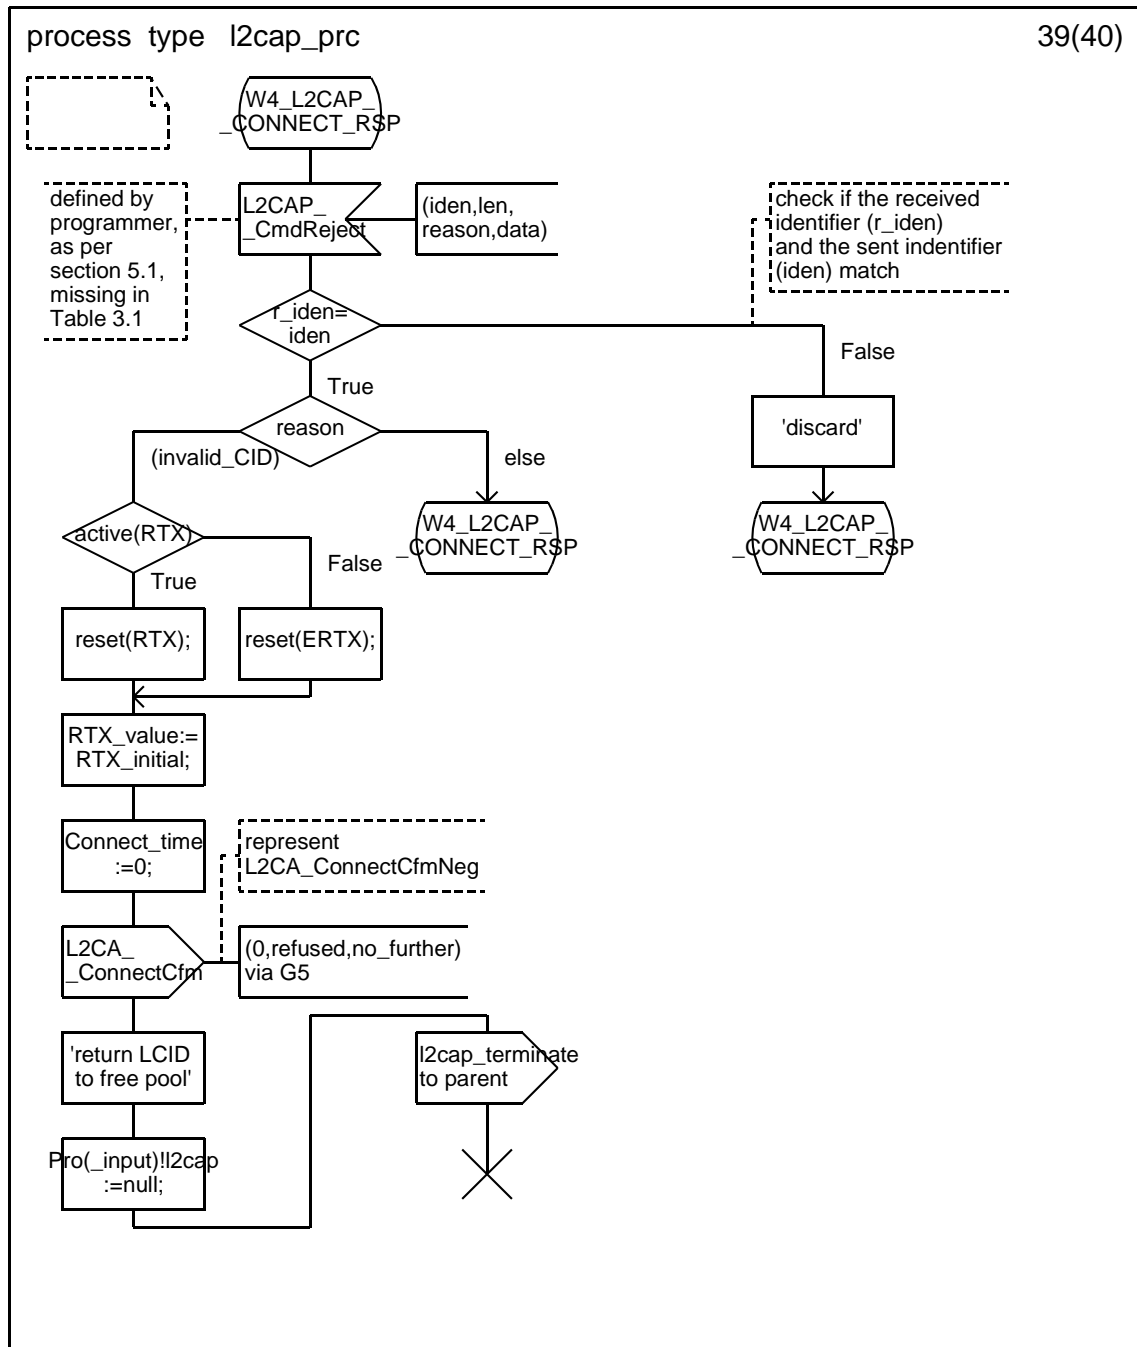 process type l2cap_prc
39(40)
W4_L2CAP_
_CONNECT_RSP
defined by
programmer,
as per
section 5.1,
missing in
Table 3.1
L2CAP_
_CmdReject
(iden,len,
reason,data)
check if the received
identifier (r_iden)
and the sent indentifier
(iden) match
r_iden=
iden
False
True
reason
'discard'
(invalid_CID)
else
W4_L2CAP_
_CONNECT_RSP
W4_L2CAP_
_CONNECT_RSP
active(RTX)
False
True
reset(RTX);
reset(ERTX);
RTX_value:=
RTX_initial;
Connect_time
:=0;
represent
L2CA_ConnectCfmNeg
L2CA_
_ConnectCfm
(0,refused,no_further)
via G5
'return LCID
to free pool'
l2cap_terminate
to parent
Pro(_input)!l2cap
:=null;